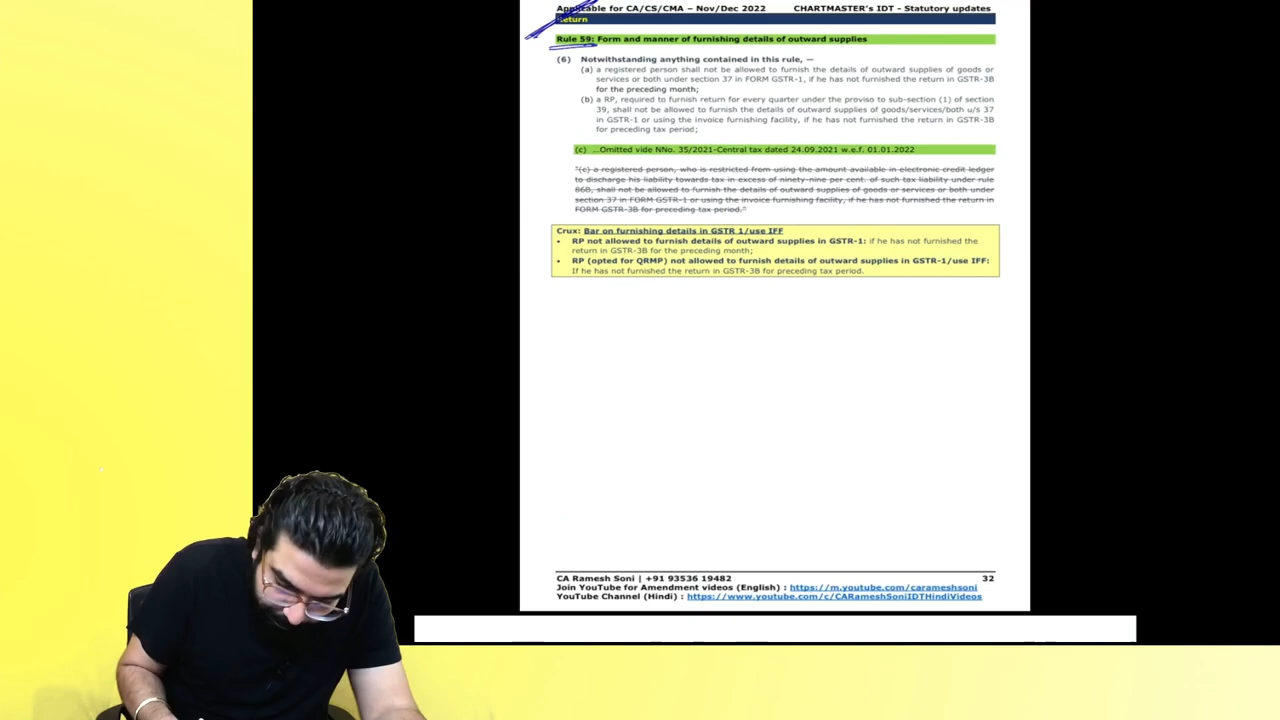 Applicable for CA/CS/CMA – Nov/Dec 2022 CHARTMASTER's IDT - Statutory updates
Return
Rule 59: Form and manner of furnishing details of outward supplies
(6) Notwithstanding anything contained in this rule, —
(a) a registered person shall not be allowed to furnish the details of outward supplies of goods or
services or both under section 37 in FORM GSTR-1, if he has not furnished the return in GSTR-3B
for the preceding month;
(b) a RP, required to furnish return for every quarter under the proviso to sub-section (1) of section
39, shall not be allowed to furnish the details of outward supplies of goods/services/both u/s 37
in GSTR-1 or using the invoice furnishing facility, if he has not furnished the return in GSTR-3B
for preceding tax period;
(c) ...Omitted vide NNo. 35/2021-Central tax dated 24.09.2021 w.e.f. 01.01.2022
"(c) a registered person, who is restricted from using the amount available in electronic credit ledger
to discharge his liability towards tax in excess of ninety-nine per cent. of such tax liability under rule
86B, shall not be allowed to furnish the details of outward supplies of goods or services or both under
section 37 in FORM GSTR-1 or using the invoice furnishing facility, if he has not furnished the return in
FORM GSTR-3B for preceding tax period."
Crux: Bar on furnishing details in GSTR 1/use IFF
• RP not allowed to furnish details of outward supplies in GSTR-1: if he has not furnished the
return in GSTR-3B for the preceding month;
• RP (opted for QRMP) not allowed to furnish details of outward supplies in GSTR-1/use IFF:
If he has not furnished the return in GSTR-3B for preceding tax period.
CA Ramesh Soni | +91 93536 19482 32
Join YouTube for Amendment videos (English) : https://m.youtube.com/carameshsoni
YouTube Channel (Hindi) : https://www.youtube.com/c/CARameshSoniIDTHindiVideos